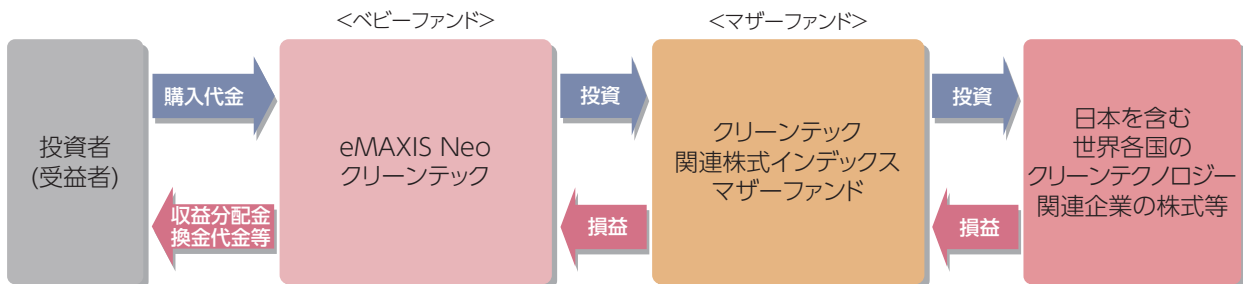 <ベビーファンド>
<マザーファンド>
投資者
(受益者)
購入代金
収益分配金
換金代金等
eMAXIS Neo
クリーンテック
投資
損益
クリーンテック
関連株式インデックス
マザーファンド
投資
損益
日本を含む
世界各国の
クリーンテクノロジー
関連企業の株式等